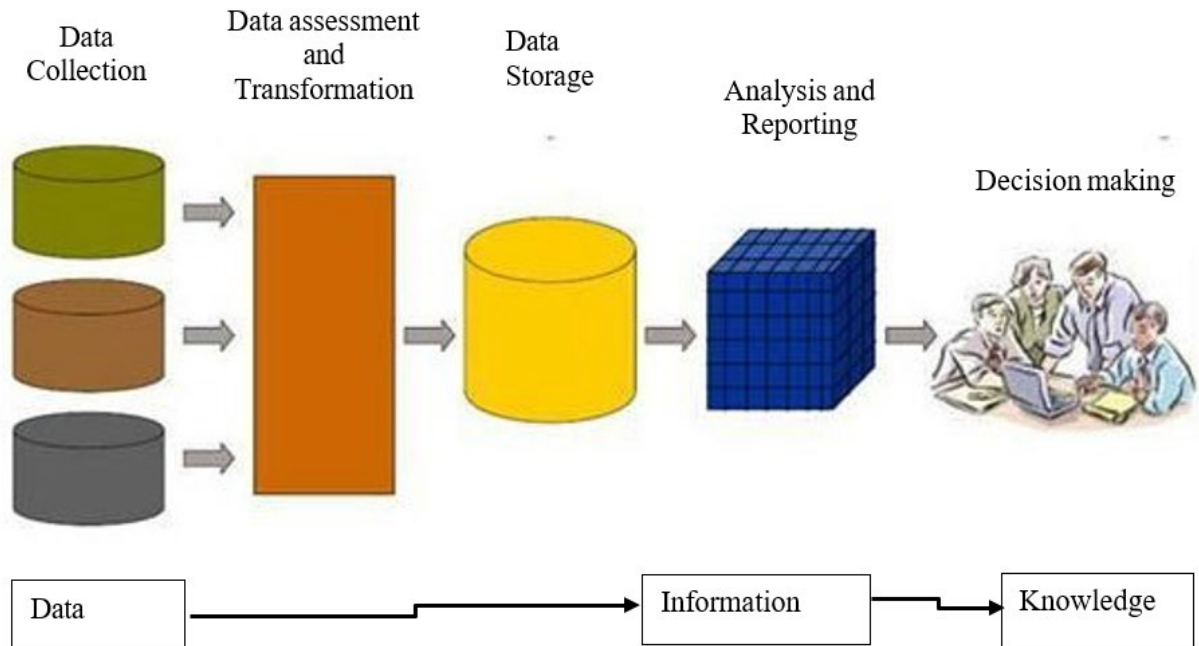 Data
Collection
Data assessment
and
Transformation
Data
Storage
Analysis and
Reporting
Decision making
Data
Information
Knowledge